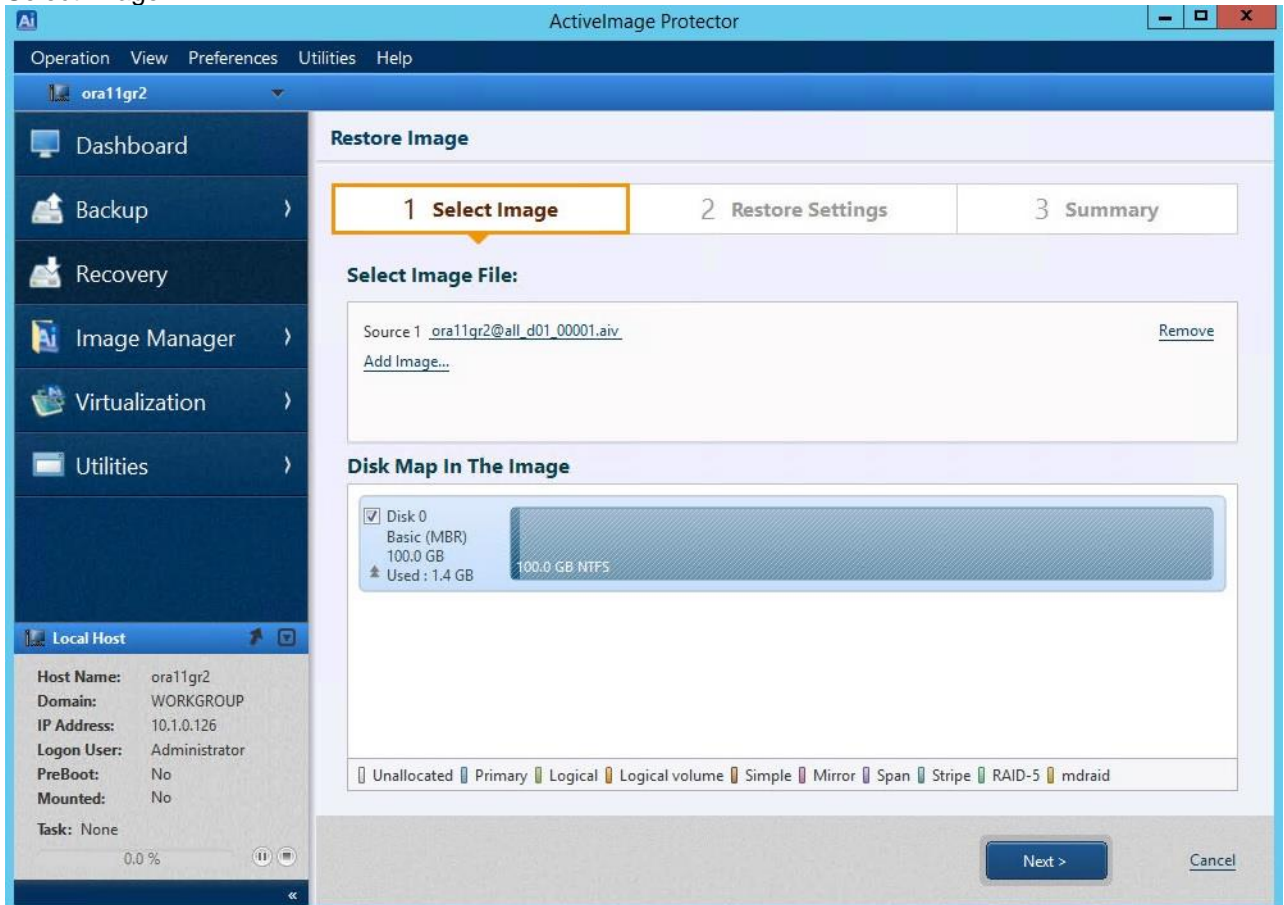 Ai ActiveImage Protector
Operation View Preferences Utilities Help
ora11gr2
Dashboard
Backup
Recovery
Image Manager
Virtualization
Utilities
Restore Image
1 Select Image
2 Restore Settings
3 Summary
Select Image File:
Source 1 ora11gr2@all_d01_00001.aiv Remove
Add Image...
Disk Map In The Image
Disk 0
Basic (MBR)
100.0 GB
Used : 1.4 GB
100.0 GB NTFS
Unallocated Primary Logical Logical volume Simple Mirror Span Stripe RAID-5 mdraid
Local Host
Host Name: ora11gr2
Domain: WORKGROUP
IP Address: 10.1.0.126
Logon User: Administrator
PreBoot: No
Mounted: No
Task: None
0.0 %
Next >
Cancel